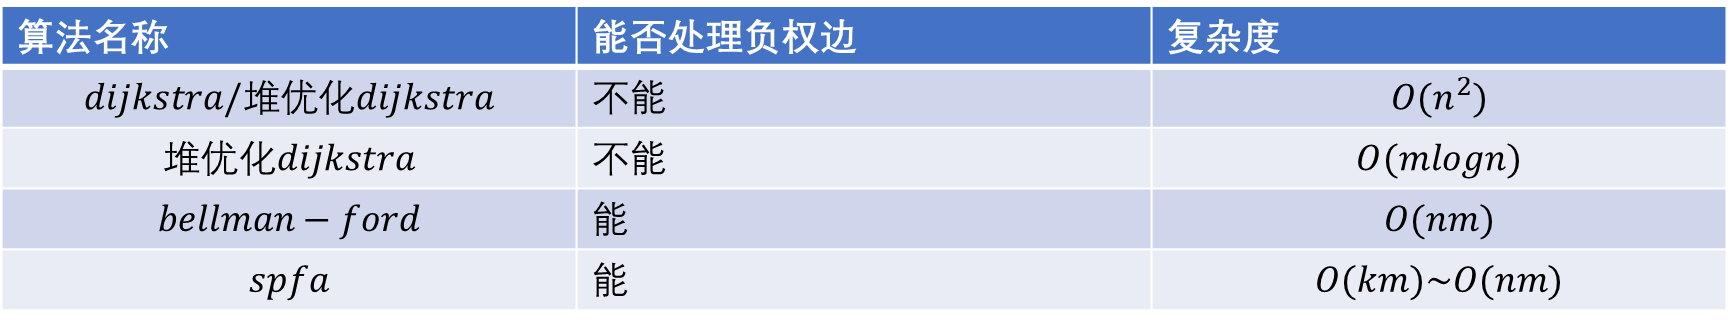 算法名称 能否处理负权边 复杂度
dijkstra/堆优化dijkstra 不能 O(n²)
堆优化dijkstra 不能 O(mlogn)
bellman − ford 能 O(nm)
spfa 能 O(km)~O(nm)